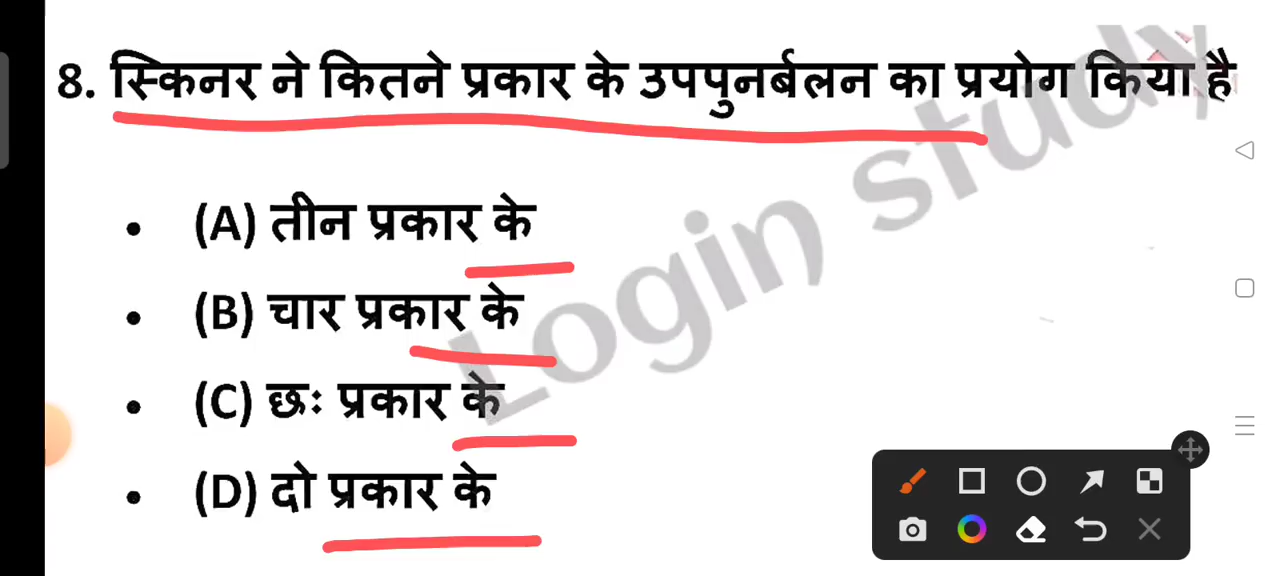 8. स्किनर ने कितने प्रकार के उपपुनर्बलन का प्रयोग किया है
• (A) तीन प्रकार के
• (B) चार प्रकार के
• (C) छः प्रकार के
• (D) दो प्रकार के
Login study